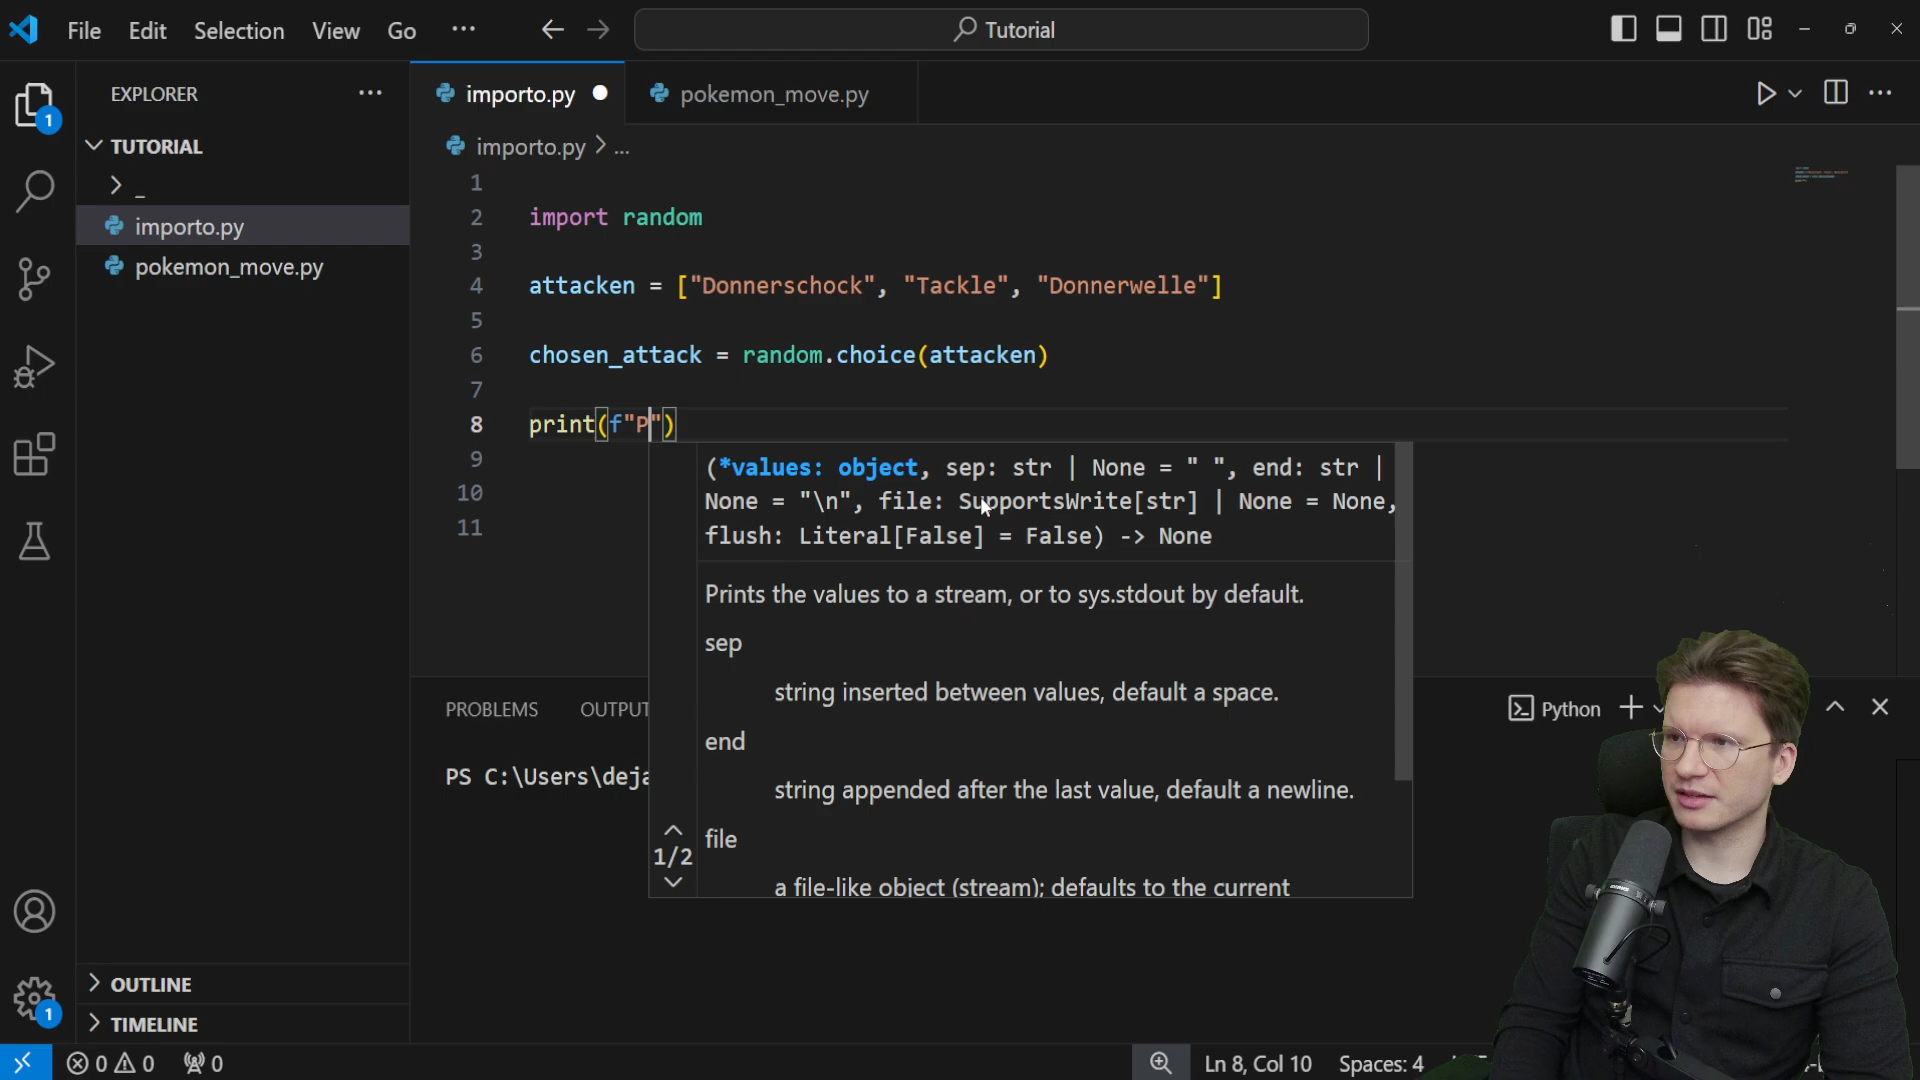 File Edit Selection View Go ··· Tutorial
EXPLORER ···
TUTORIAL
_
importo.py
pokemon_move.py
OUTLINE
TIMELINE
1
1
importo.py
pokemon_move.py
importo.py > ...
1
2 import random
3
4 attacken = ["Donnerschock", "Tackle", "Donnerwelle"]
5
6 chosen_attack = random.choice(attacken)
7
8 print(f"P")
9
10
11
(*values: object, sep: str | None = " ", end: str |
None = "\n", file: SupportsWrite[str] | None = None,
flush: Literal[False] = False) -> None
Prints the values to a stream, or to sys.stdout by default.
sep
string inserted between values, default a space.
end
string appended after the last value, default a newline.
file
a file-like object (stream); defaults to the current
1/2
PROBLEMS OUTPUT
Python
PS C:\Users\deja
0 0 0
Ln 8, Col 10 Spaces: 4